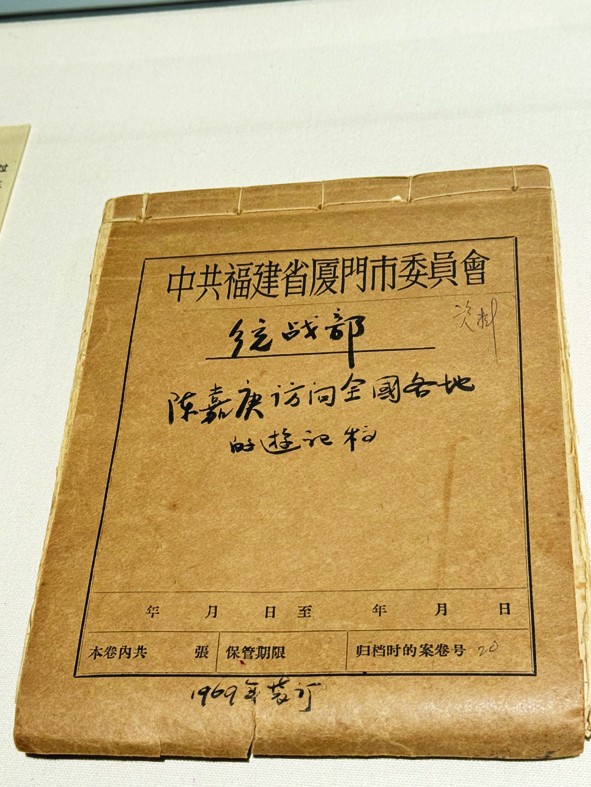 中共福建省厦門市委員會
资料
统战部
陈嘉庚访问全國各地
的游记
年 月 日 至 年 月 日
本卷内共 張 保管期限 归档时的案卷号 20
1969年装订